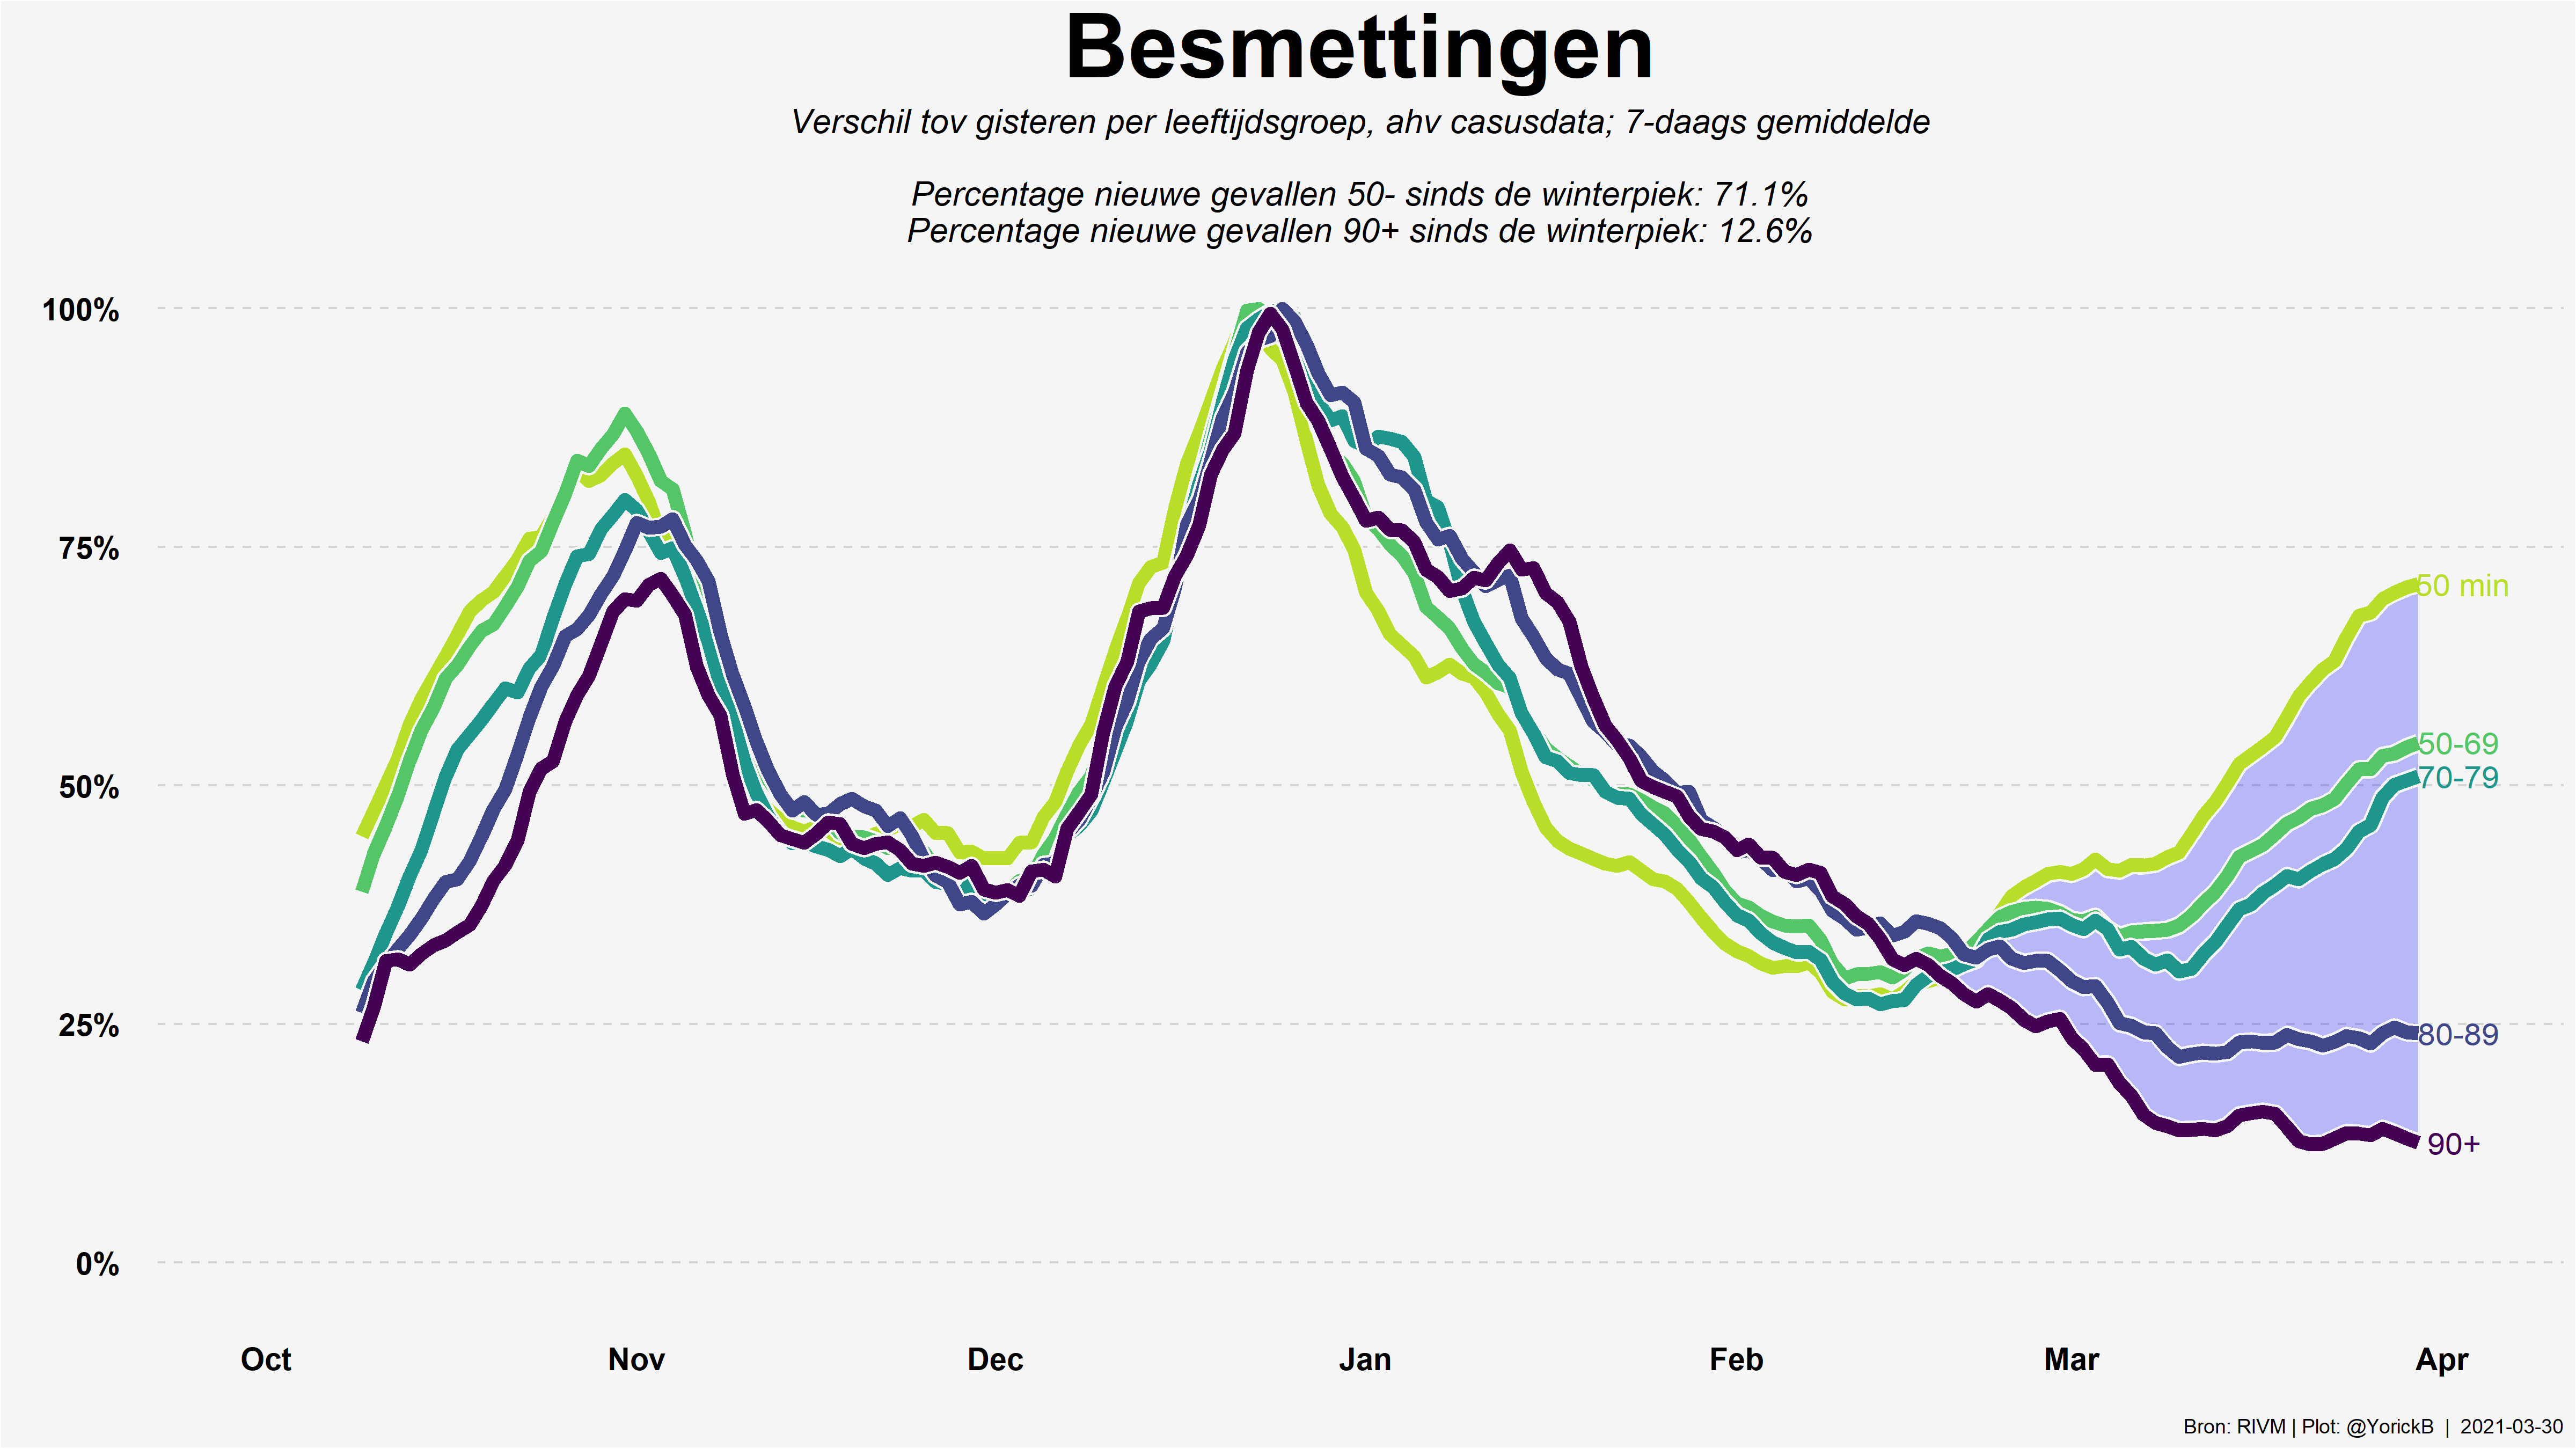 Besmettingen
Verschil tov gisteren per leeftijdsgroep, ahv casusdata; 7-daags gemiddelde
Percentage nieuwe gevallen 50- sinds de winterpiek: 71.1%
Percentage nieuwe gevallen 90+ sinds de winterpiek: 12.6%
100%
75%
50 min
50-69
70-79
50%
25%
80-89
90+
0%
Oct Nov Dec Jan Feb Mar Apr
Bron: RIVM | Plot: @YorickB | 2021-03-30